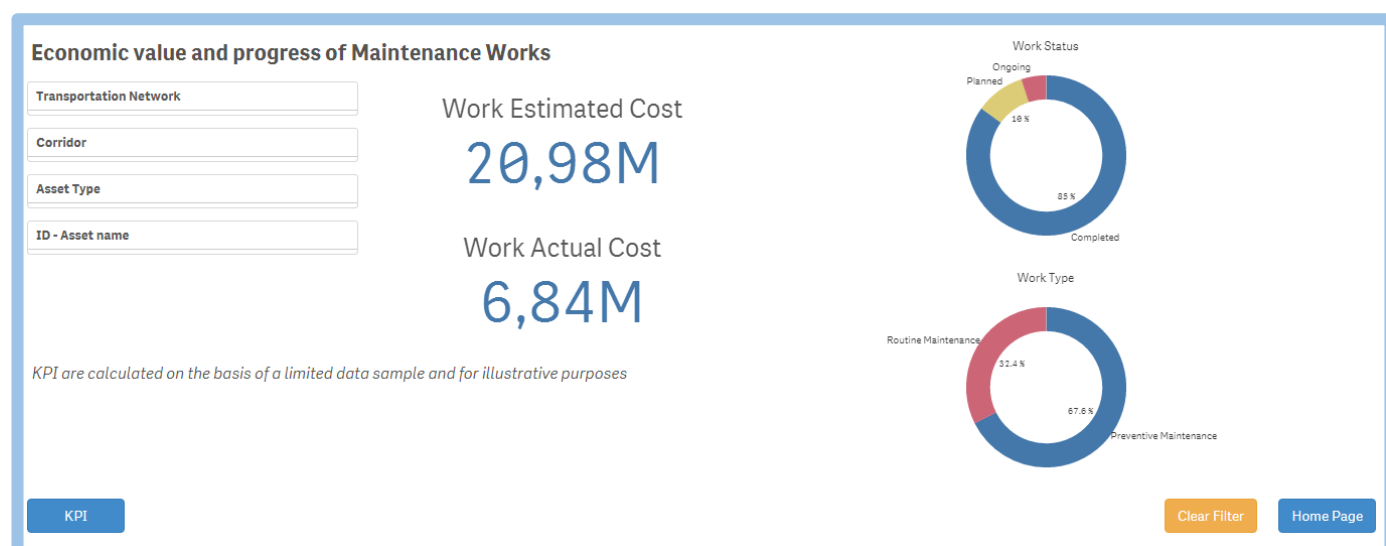 Economic value and progress of Maintenance Works
Transportation Network
Corridor
Asset Type
ID - Asset name
Work Estimated Cost
20,98M
Work Actual Cost
6,84M
KPI are calculated on the basis of a limited data sample and for illustrative purposes
Work Status
Ongoing
Planned
10 %
85 %
Completed
Work Type
Routine Maintenance
32.4 %
67.6 %
Preventive Maintenance
KPI
Clear Filter
Home Page